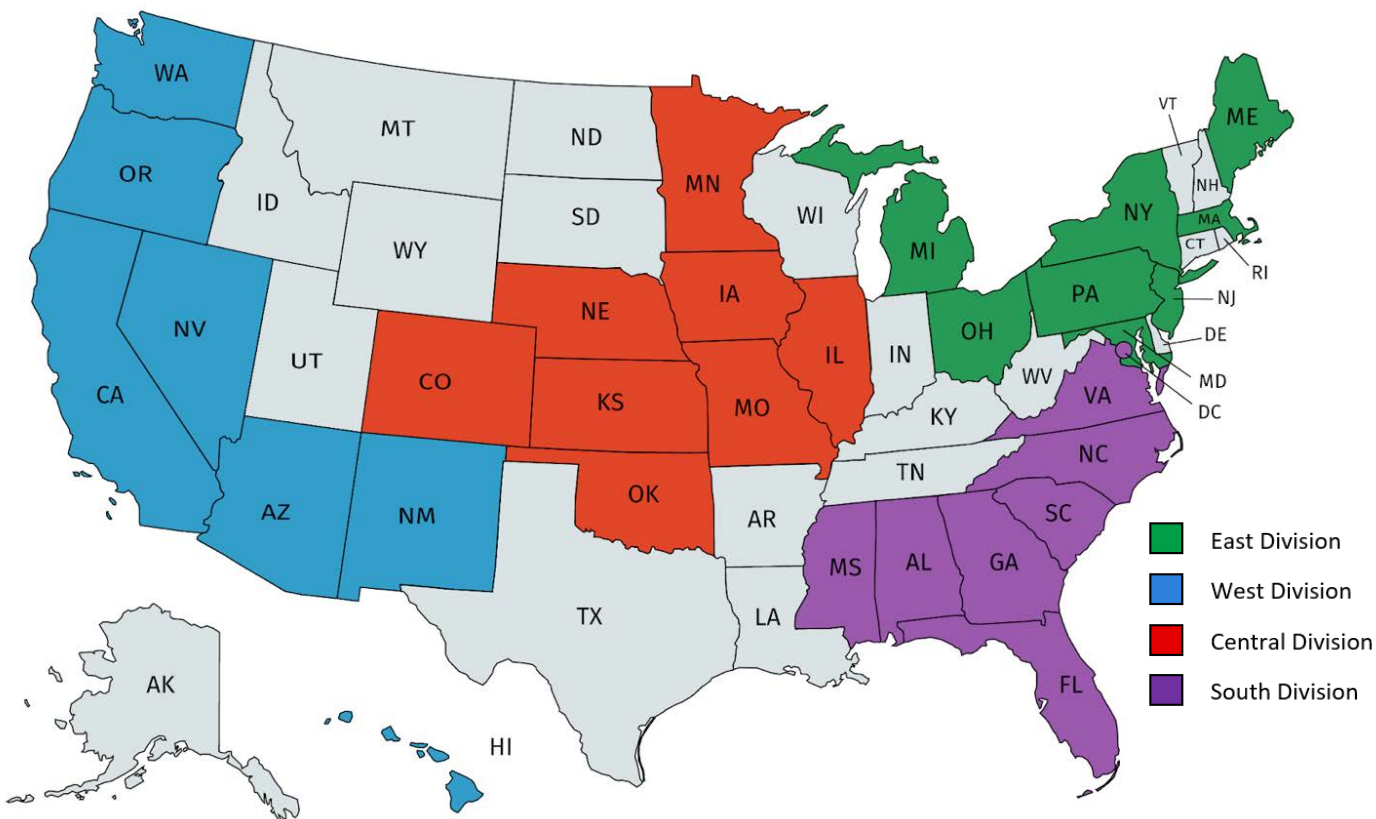 WA
MT
ND
MN
VT
ME
OR
ID
SD
WI
NH
NY
MA
WY
MI
CT
RI
NE
IA
PA
NJ
NV
UT
IL
IN
OH
DE
CO
KS
MO
WV
MD
CA
KY
VA
DC
NC
TN
OK
AZ
NM
AR
SC
East Division
MS
AL
GA
West Division
TX
LA
Central Division
AK
FL
South Division
HI